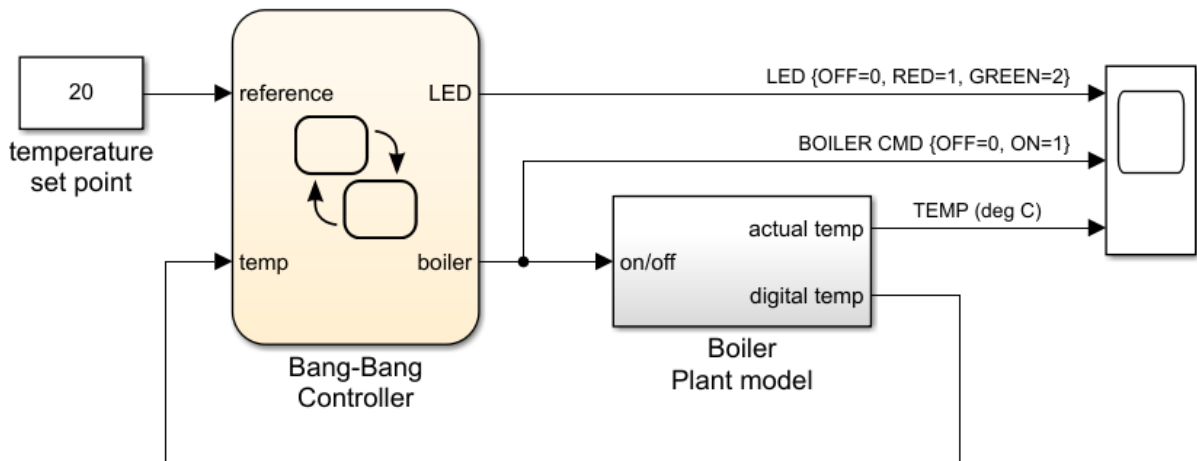 20
temperature
set point
reference
LED
temp
boiler
Bang-Bang
Controller
LED {OFF=0, RED=1, GREEN=2}
BOILER CMD {OFF=0, ON=1}
TEMP (deg C)
on/off
actual temp
digital temp
Boiler
Plant model